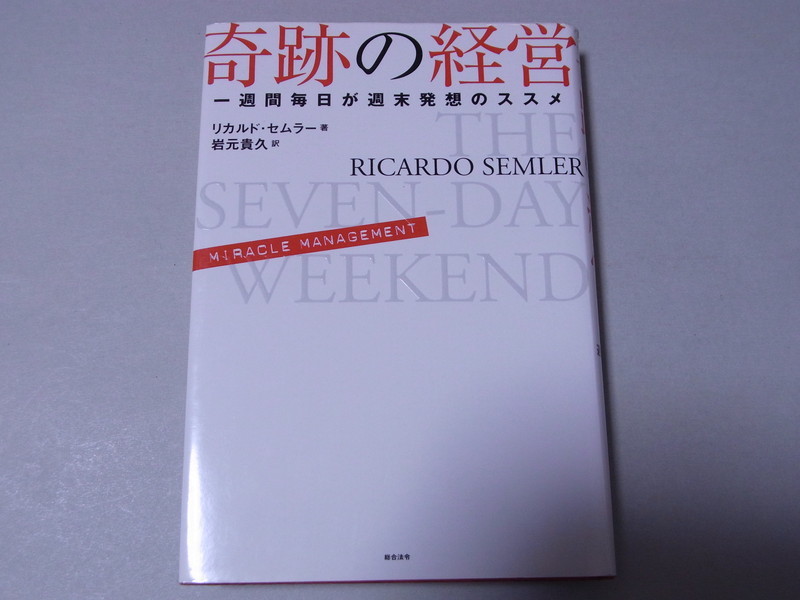 奇跡の経営
一週間毎日が週末発想のススメ
リカルド・セムラー 著
岩元貴久 訳
THE
RICARDO SEMLER
SEVEN-DAY
MIRACLE MANAGEMENT
WEEKEND
総合法令